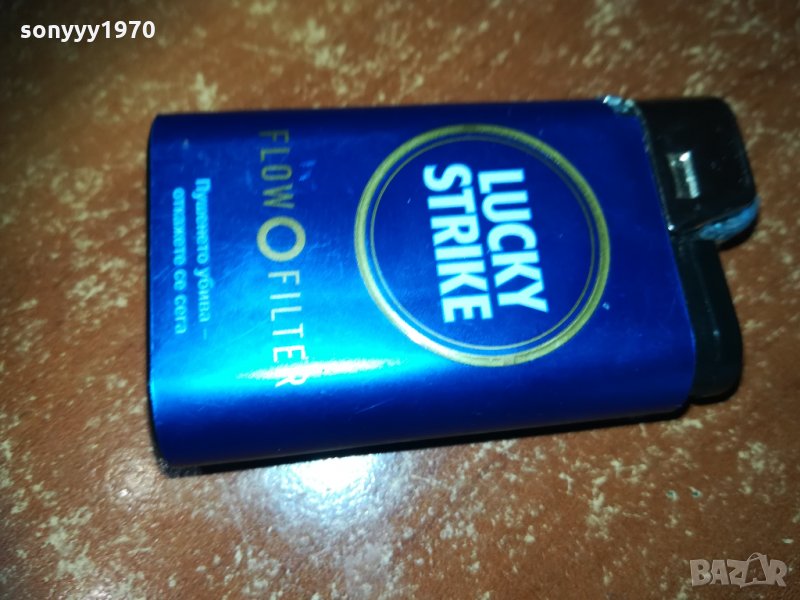 sonyyy1970
LUCKY
STRIKE
FLOW FILTER
Пушенето убива –
откажете се сега
BAZAR